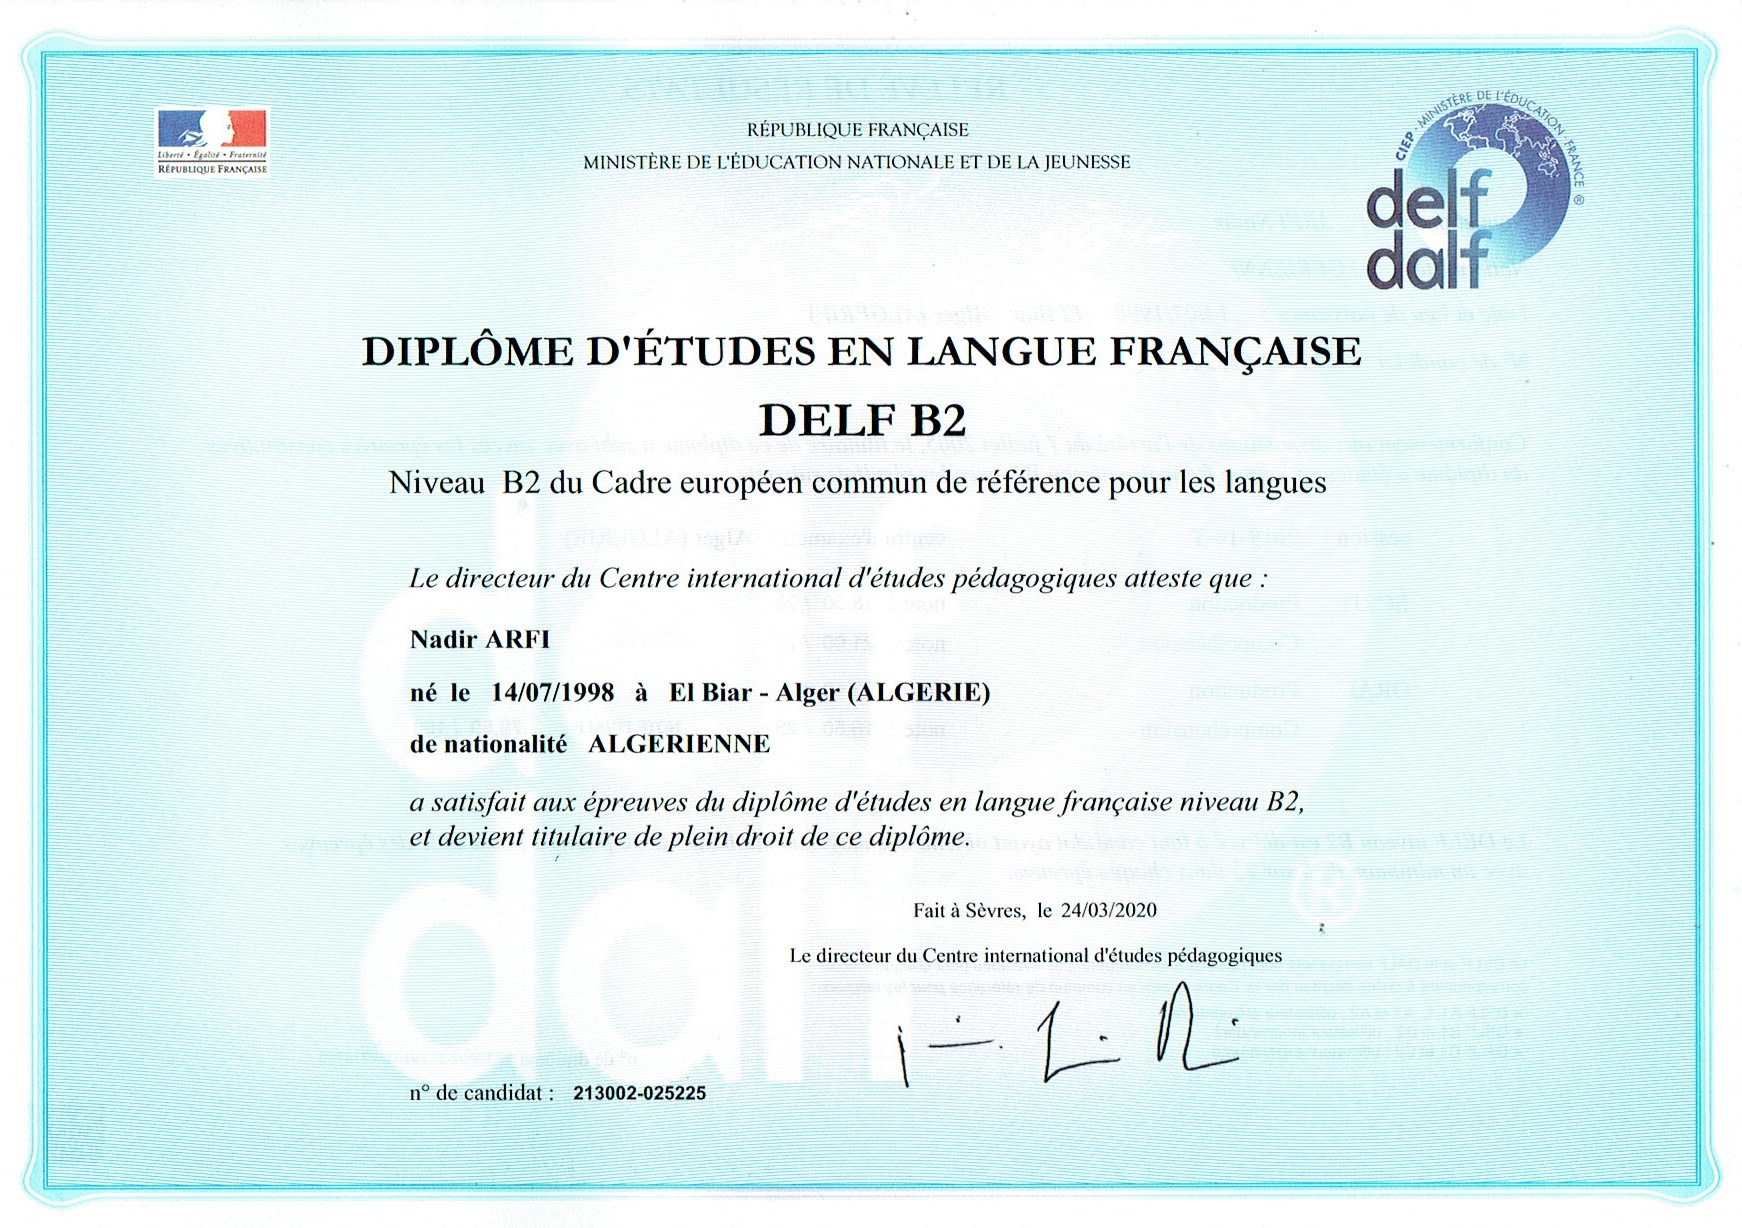 Liberté • Égalité • Fraternité
RÉPUBLIQUE FRANÇAISE
RÉPUBLIQUE FRANÇAISE
MINISTÈRE DE L'ÉDUCATION NATIONALE ET DE LA JEUNESSE
CIEP - MINISTÈRE DE L'ÉDUCATION - FRANCE ®
delf
dalf
DIPLÔME D'ÉTUDES EN LANGUE FRANÇAISE
DELF B2
Niveau B2 du Cadre européen commun de référence pour les langues
Le directeur du Centre international d'études pédagogiques atteste que :
Nadir ARFI
né le 14/07/1998 à El Biar - Alger (ALGERIE)
de nationalité ALGERIENNE
a satisfait aux épreuves du diplôme d'études en langue française niveau B2,
et devient titulaire de plein droit de ce diplôme.
Fait à Sèvres, le 24/03/2020
Le directeur du Centre international d'études pédagogiques
n° de candidat : 213002-025225
delf
dalf
®